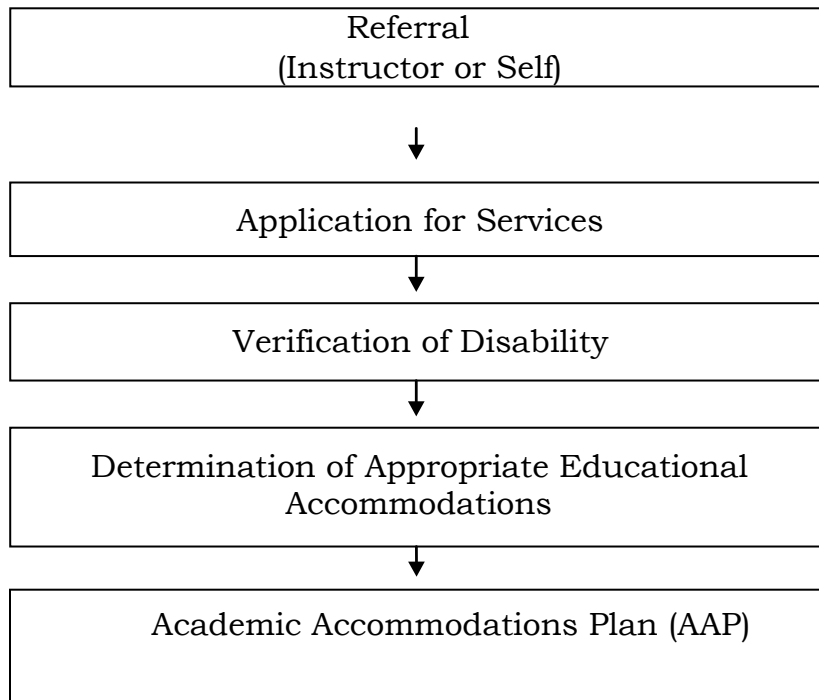 Referral
(Instructor or Self)
Application for Services
Verification of Disability
Determination of Appropriate Educational
Accommodations
Academic Accommodations Plan (AAP)